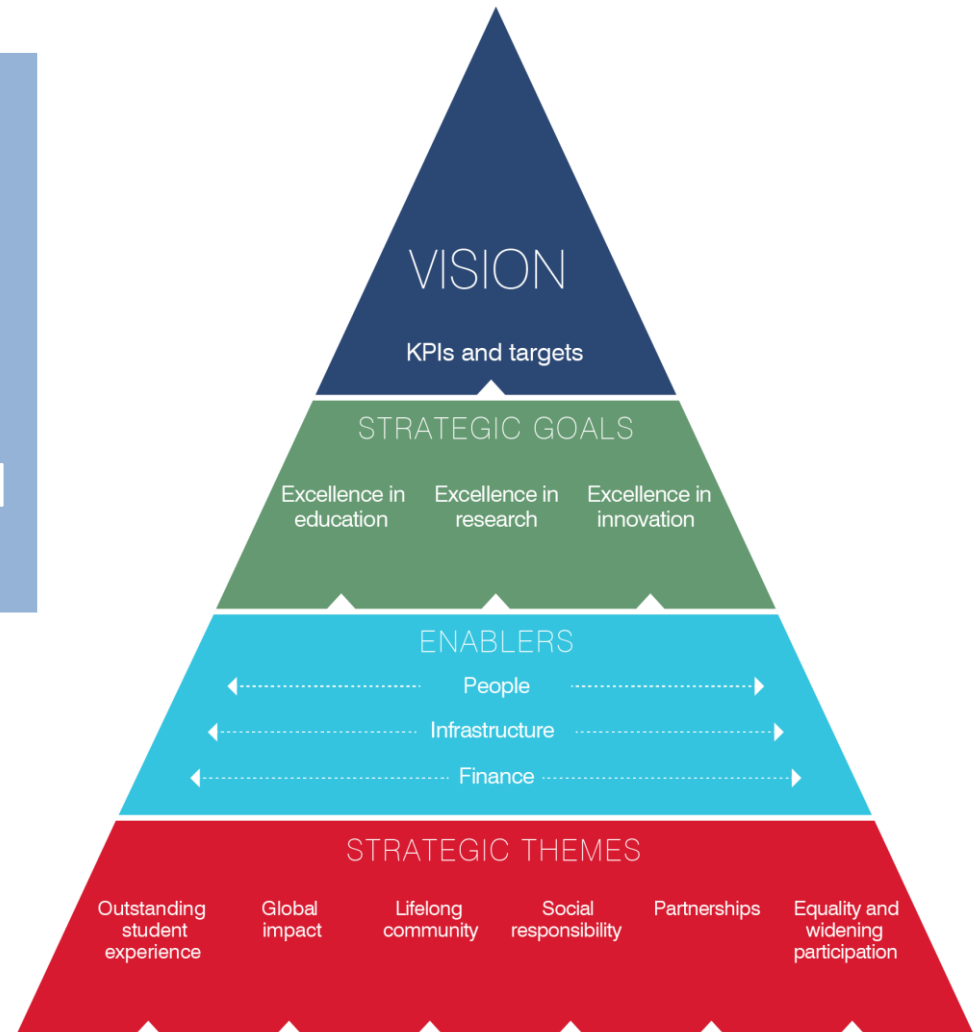 VISION
KPIs and targets
STRATEGIC GOALS
Excellence in
education
Excellence in
research
Excellence in
innovation
ENABLERS
People
Infrastructure
Finance
STRATEGIC THEMES
Outstanding
student
experience
Global
impact
Lifelong
community
Social
responsibility
Partnerships
Equality and
widening
participation